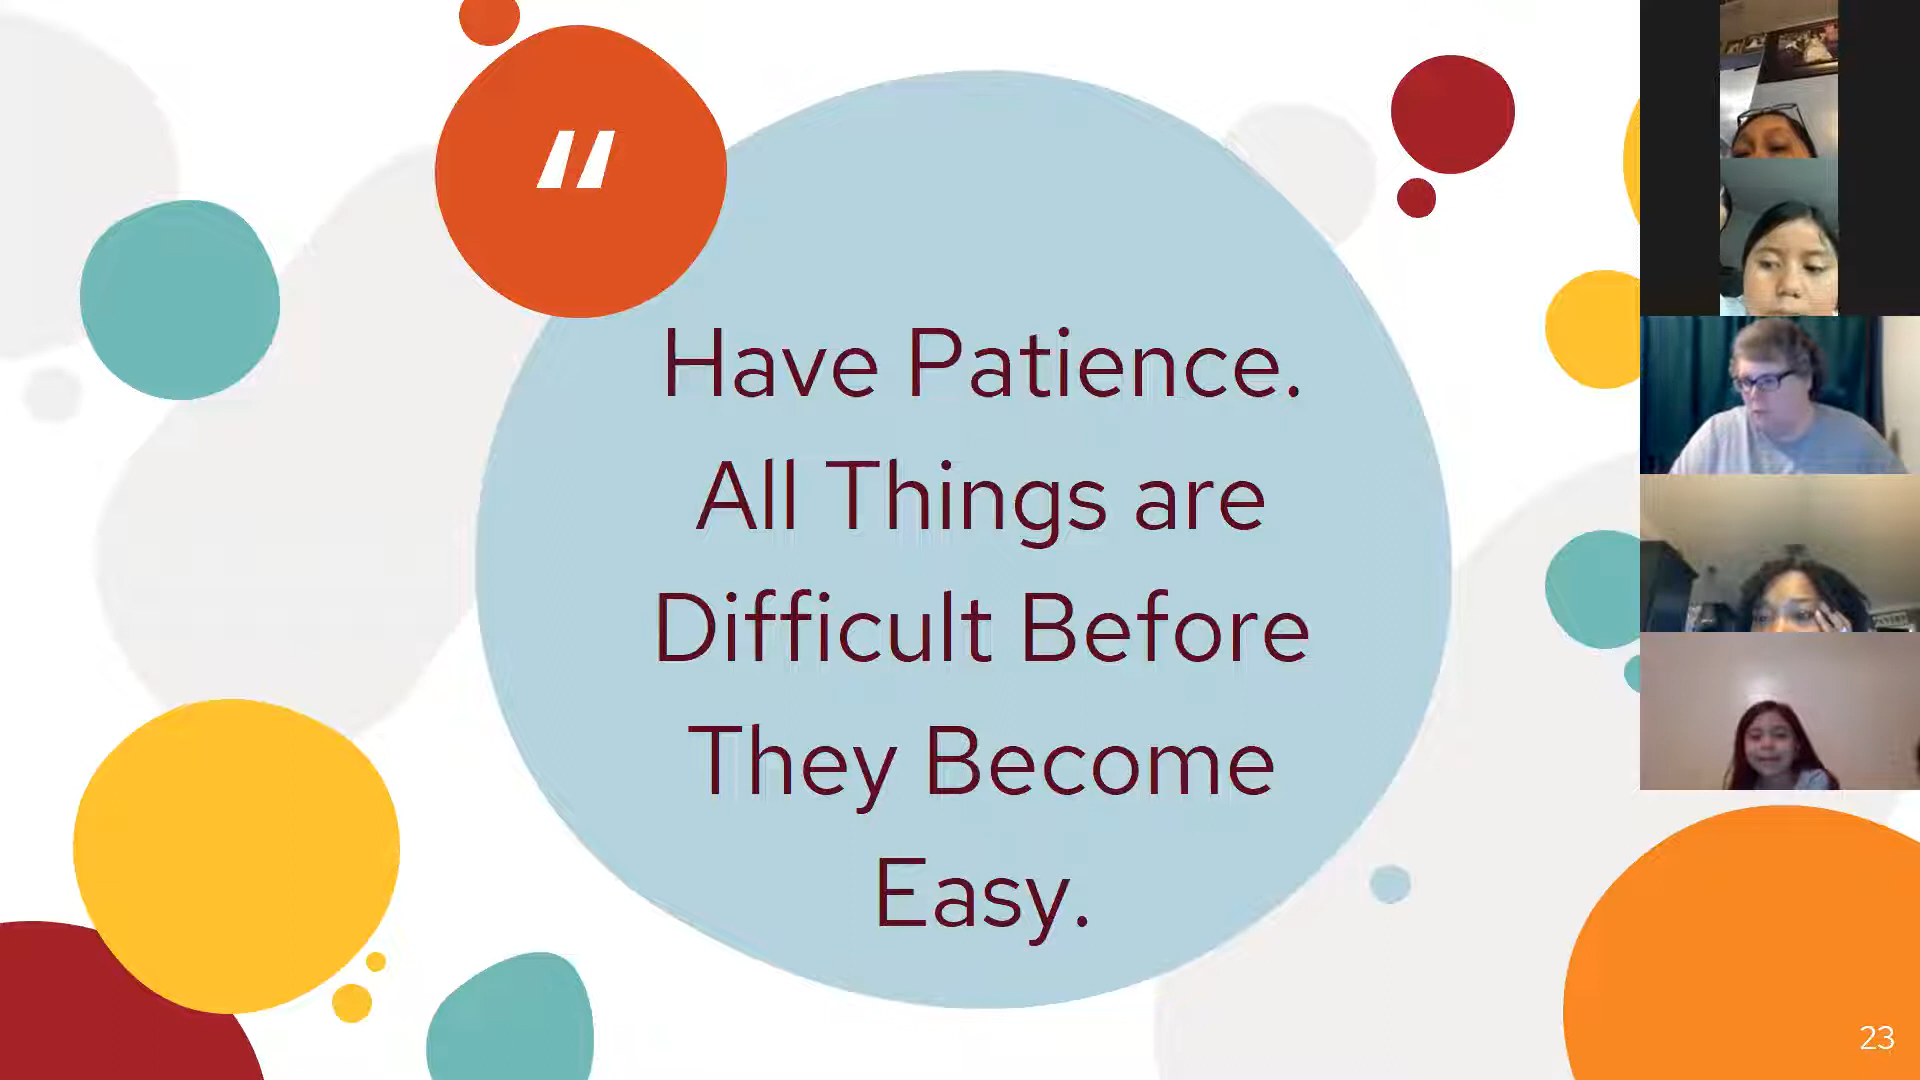 “
Have Patience.
All Things are
Difficult Before
They Become
Easy.
23